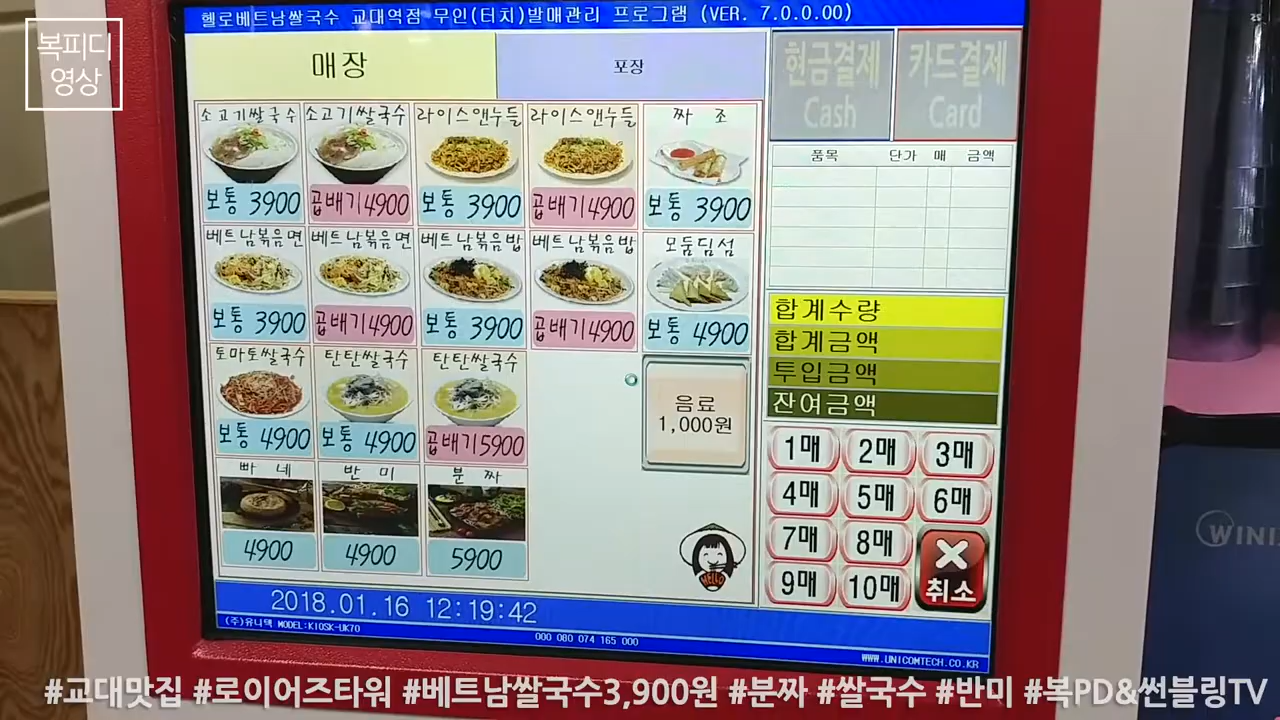 헬로베트남쌀국수 교대역점 무인(터치)발매관리 프로그램 (VER. 7.0.0.00)
복피디
영상
매장
포장
현금결제
Cash
카드결제
Card
소고기쌀국수
소고기쌀국수
라이스앤누들
라이스앤누들
짜 조
보통 3900
곱배기4900
보통 3900
곱배기4900
보통 3900
베트남볶음면
베트남볶음면
베트남볶음밥
베트남볶음밥
모둠딤섬
보통 3900
곱배기4900
보통 3900
곱배기4900
보통 4900
토마토쌀국수
탄탄쌀국수
탄탄쌀국수
보통 4900
보통 4900
곱배기5900
음료
1,000원
빠 네
반 미
분 짜
4900
4900
5900
HELLO
품목 단가 매 금액
합계수량
합계금액
투입금액
잔여금액
1매 2매 3매
4매 5매 6매
7매 8매
9매 10매
취소
2018.01.16 12:19:42
(주)유니텍 MODEL:KIOSK-UK70
000 080 074 165 000
WWW.UNICOMTECH.CO.KR
#교대맛집 #로이어즈타워 #베트남쌀국수3,900원 #분짜 #쌀국수 #반미 #복PD&썬블링TV